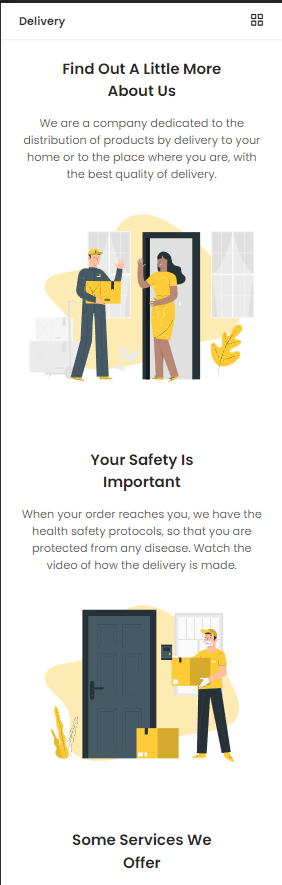 Delivery
Find Out A Little More
About Us
We are a company dedicated to the
distribution of products by delivery to your
home or to the place where you are, with
the best quality of delivery.
Your Safety Is
Important
When your order reaches you, we have the
health safety protocols, so that you are
protected from any disease. Watch the
video of how the delivery is made.
Some Services We
Offer